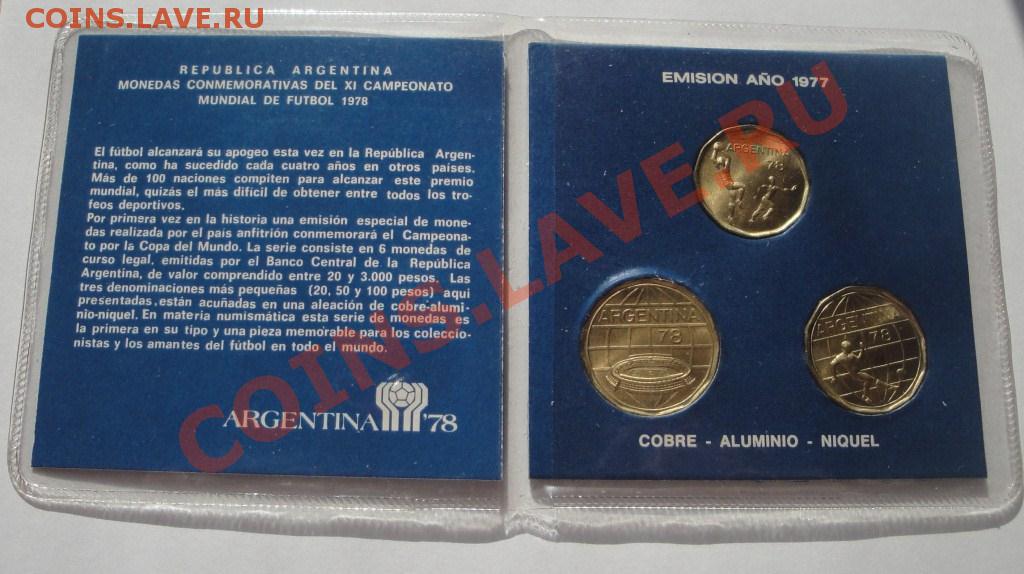 COINS.LAVE.RU
REPUBLICA ARGENTINA
MONEDAS CONMEMORATIVAS DEL XI CAMPEONATO
MUNDIAL DE FUTBOL 1978
El fútbol alcanzará su apogeo esta vez en la República Argen-
tina, como ha sucedido cada cuatro años en otros países.
Más de 100 naciones compiten para alcanzar este premio
mundial, quizás el más difícil de obtener entre todos los tro-
feos deportivos.
Por primera vez en la historia una emisión especial de mone-
das realizada por el país anfitrión conmemorará el Campeona-
to por la Copa del Mundo. La serie consiste en 6 monedas de
curso legal, emitidas por el Banco Central de la República
Argentina, de valor comprendido entre 20 y 3.000 pesos. Las
tres denominaciones más pequeñas (20, 50 y 100 pesos) aquí
presentadas, están acuñadas en una aleación de cobre-alumi-
nio-níquel. En materia numismática esta serie de monedas es
la primera en su tipo y una pieza memorable para los coleccio-
nistas y los amantes del fútbol en todo el mundo.
ARGENTINA '78
EMISION AÑO 1977
ARGENTINA
78
ARGENTINA
78
ARGENTINA
78
COBRE - ALUMINIO - NIQUEL
COINS.LAVE.RU